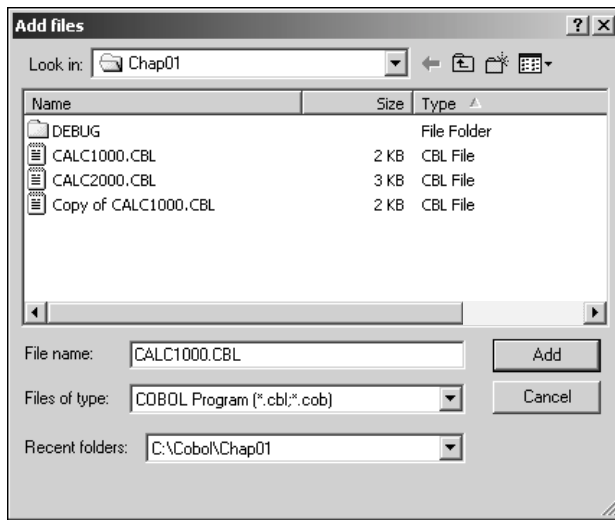 Add files
Look in: Chap01
Name Size Type
DEBUG File Folder
CALC1000.CBL 2 KB CBL File
CALC2000.CBL 3 KB CBL File
Copy of CALC1000.CBL 2 KB CBL File
File name: CALC1000.CBL Add
Files of type: COBOL Program (*.cbl;*.cob) Cancel
Recent folders: C:\Cobol\Chap01